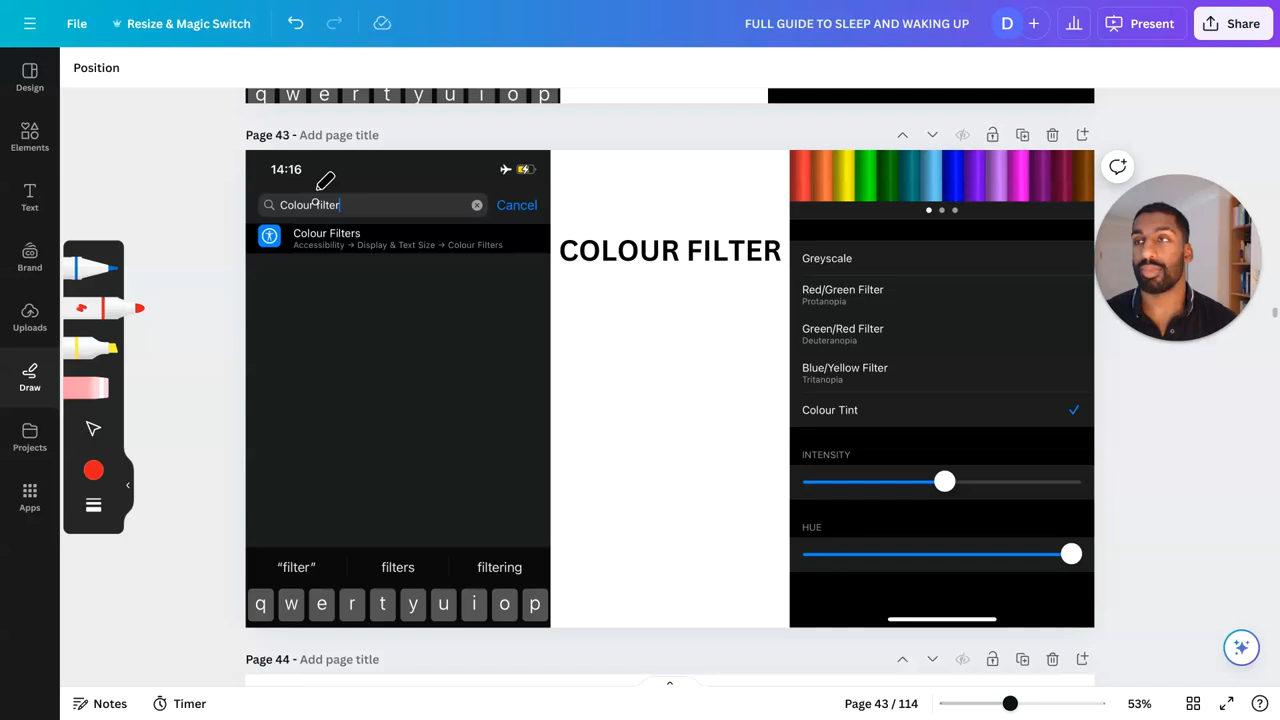 File
Resize & Magic Switch
FULL GUIDE TO SLEEP AND WAKING UP
D
Present
Share
Position
Design
Elements
Text
Brand
Uploads
Draw
Projects
Apps
q w e r t y u i o p
Page 43 - Add page title
14:16
Colour filter
Cancel
Colour Filters
Accessibility → Display & Text Size → Colour Filters
"filter"
filters
filtering
q w e r t y u i o p
COLOUR FILTER
Greyscale
Red/Green Filter
Protanopia
Green/Red Filter
Deuteranopia
Blue/Yellow Filter
Tritanopia
Colour Tint
INTENSITY
HUE
Page 44 - Add page title
Notes
Timer
Page 43 / 114
53%